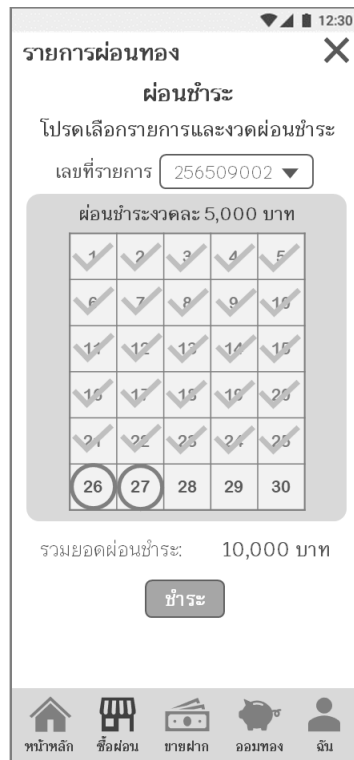 12:30
รายการผ่อนทอง
ผ่อนชำระ
โปรดเลือกรายการและงวดผ่อนชำระ
เลขที่รายการ 256509002
ผ่อนชำระงวดละ 5,000 บาท
1 2 3 4 5
6 7 8 9 10
11 12 13 14 15
16 17 18 19 20
21 22 23 24 25
26 27 28 29 30
รวมยอดผ่อนชำระ: 10,000 บาท
ชำระ
หน้าหลัก ซื้อผ่อน ขายฝาก ออมทอง ฉัน